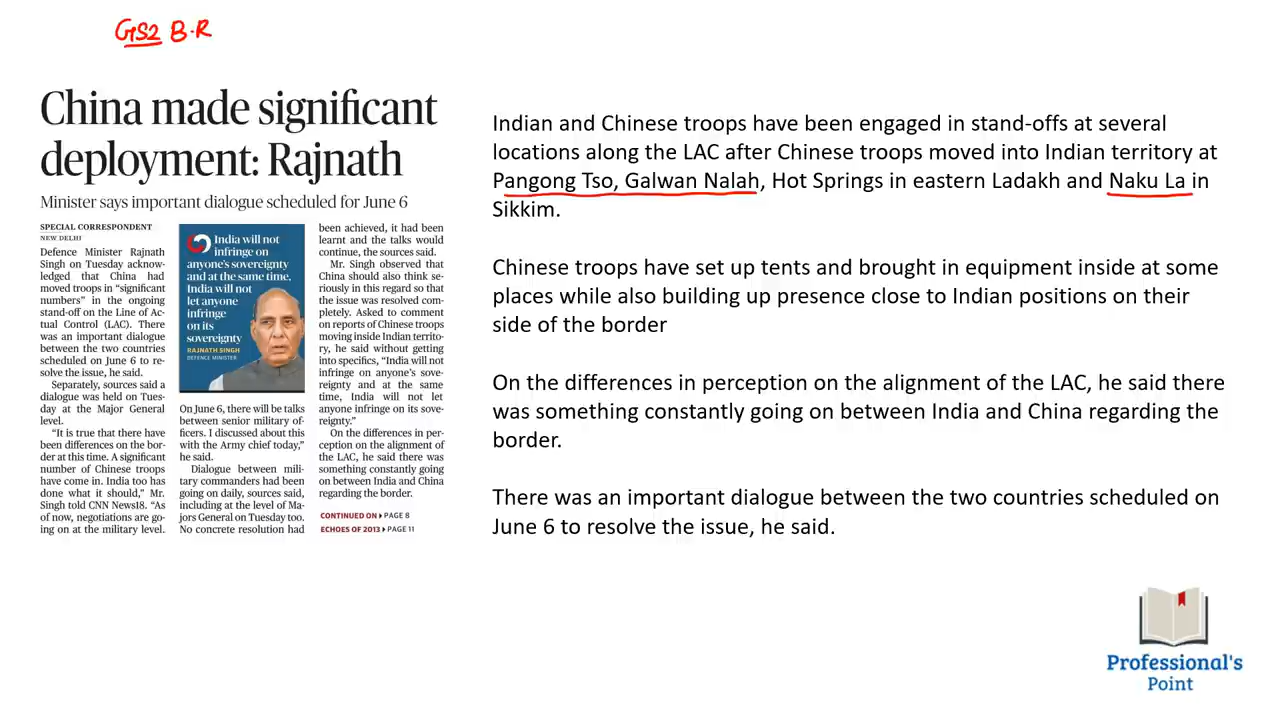 GS2 B.R
China made significant
deployment: Rajnath
Minister says important dialogue scheduled for June 6
SPECIAL CORRESPONDENT
NEW DELHI
Defence Minister Rajnath
Singh on Tuesday acknow-
ledged that China had
moved troops in “significant
numbers” in the ongoing
stand-off on the Line of Ac-
tual Control (LAC). There
was an important dialogue
between the two countries
scheduled on June 6 to re-
solve the issue, he said.
Separately, sources said a
dialogue was held on Tues-
day at the Major General
level.
“It is true that there have
been differences on the bor-
der at this time. A significant
number of Chinese troops
have come in. India too has
done what it should,” Mr.
Singh told CNN News18. “As
of now, negotiations are go-
ing on at the military level.
India will not
infringe on
anyone's sovereignty
and at the same time,
India will not
let anyone
infringe
on its
sovereignty
RAJNATH SINGH
DEFENCE MINISTER
On June 6, there will be talks
between senior military of-
ficers. I discussed about this
with the Army chief today,”
he said.
Dialogue between mili-
tary commanders had been
going on daily, sources said,
including at the level of Ma-
jors General on Tuesday too.
No concrete resolution had
been achieved, it had been
learnt and the talks would
continue, the sources said.
Mr. Singh observed that
China should also think se-
riously in this regard so that
the issue was resolved com-
pletely. Asked to comment
on reports of Chinese troops
moving inside Indian territo-
ry, he said without getting
into specifics, “India will not
infringe on anyone's sove-
reignty and at the same
time, India will not let
anyone infringe on its sove-
reignty.”
On the differences in per-
ception on the alignment of
the LAC, he said there was
something constantly going
on between India and China
regarding the border.
CONTINUED ON ▸ PAGE 8
ECHOES OF 2013 ▸ PAGE 11
Indian and Chinese troops have been engaged in stand-offs at several
locations along the LAC after Chinese troops moved into Indian territory at
Pangong Tso, Galwan Nalah, Hot Springs in eastern Ladakh and Naku La in
Sikkim.
Chinese troops have set up tents and brought in equipment inside at some
places while also building up presence close to Indian positions on their
side of the border
On the differences in perception on the alignment of the LAC, he said there
was something constantly going on between India and China regarding the
border.
There was an important dialogue between the two countries scheduled on
June 6 to resolve the issue, he said.
Professional's
Point